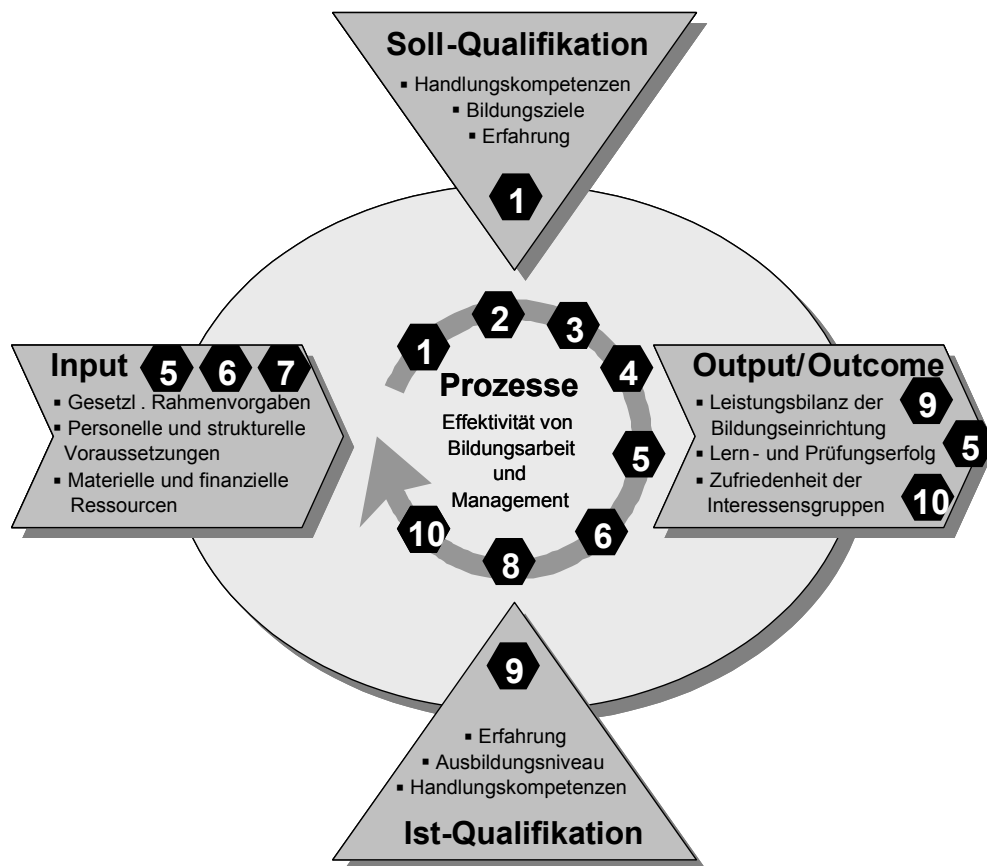 Soll-Qualifikation
▪ Handlungskompetenzen
▪ Bildungsziele
▪ Erfahrung
1
Input 5 6 7
▪ Gesetzl . Rahmenvorgaben
▪ Personelle und strukturelle
Voraussetzungen
▪ Materielle und finanzielle
Ressourcen
1
2
3
4
5
6
8
10
Prozesse
Effektivität von
Bildungsarbeit
und
Management
Output/Outcome
▪ Leistungsbilanz der 9
Bildungseinrichtung
▪ Lern- und Prüfungserfolg 5
▪ Zufriedenheit der
Interessensgruppen 10
9
▪ Erfahrung
▪ Ausbildungsniveau
▪ Handlungskompetenzen
Ist-Qualifikation